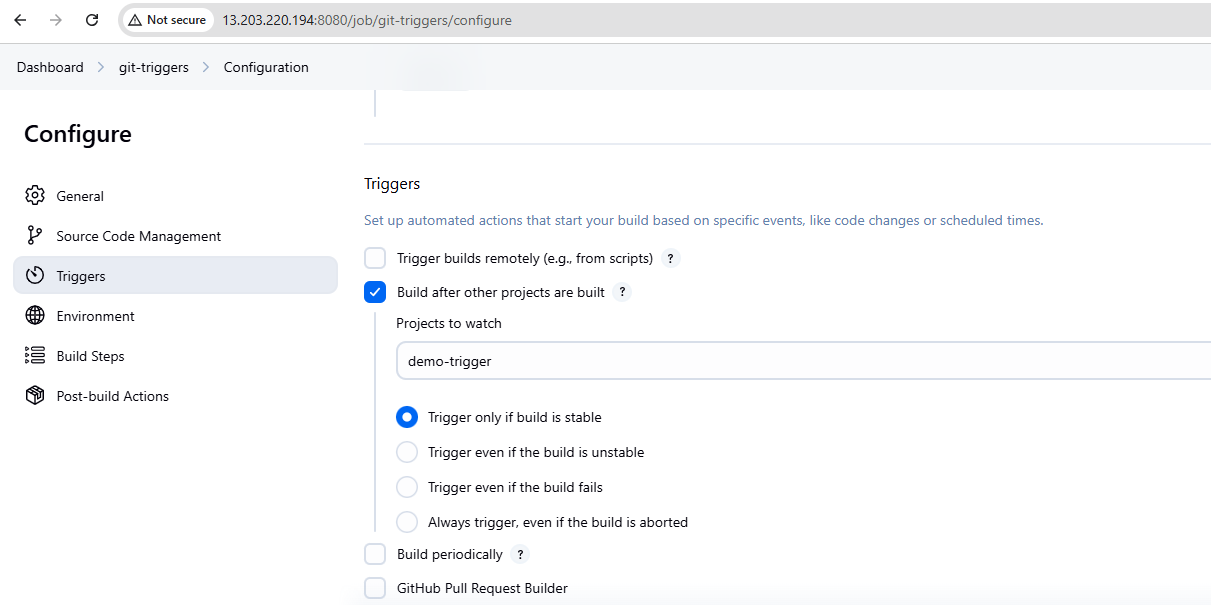 Not secure 13.203.220.194:8080/job/git-triggers/configure
Dashboard > git-triggers > Configuration
Configure
General
Source Code Management
Triggers
Environment
Build Steps
Post-build Actions
Triggers
Set up automated actions that start your build based on specific events, like code changes or scheduled times.
Trigger builds remotely (e.g., from scripts) ?
Build after other projects are built ?
Projects to watch
demo-trigger
Trigger only if build is stable
Trigger even if the build is unstable
Trigger even if the build fails
Always trigger, even if the build is aborted
Build periodically ?
GitHub Pull Request Builder